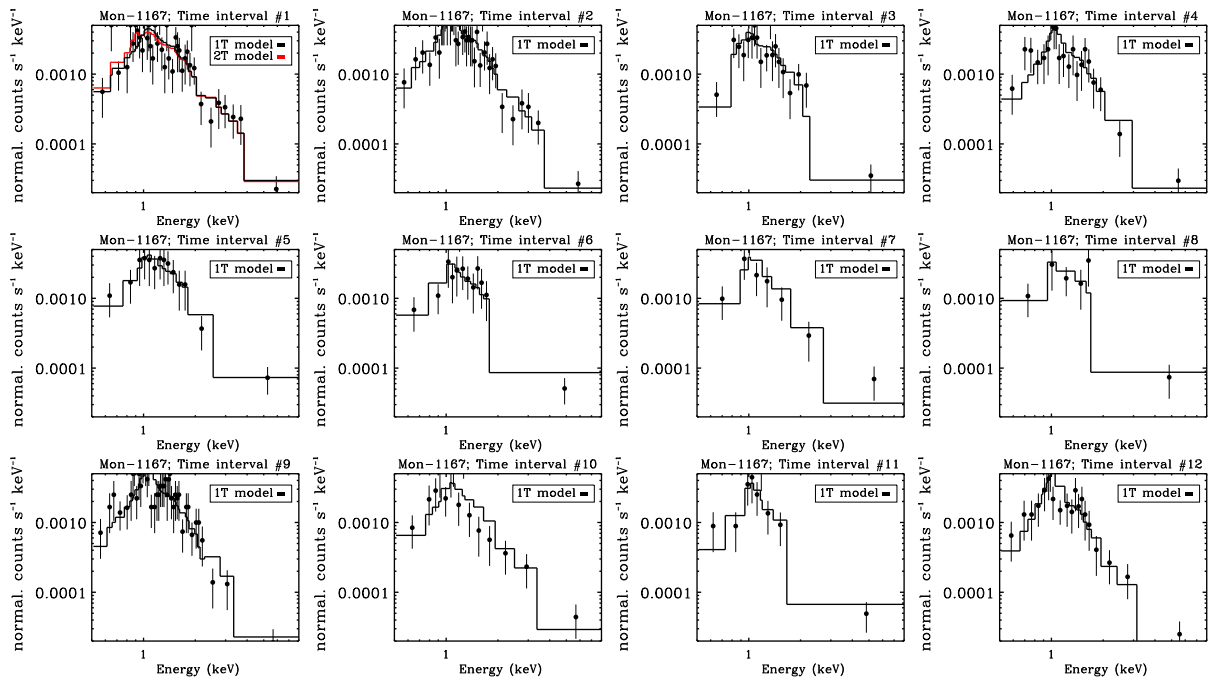 Mon-1167; Time interval #1
1T model
2T model
normal. counts s⁻¹ keV⁻¹
0.0010
0.0001
1
Energy (keV)
Mon-1167; Time interval #2
1T model
normal. counts s⁻¹ keV⁻¹
0.0010
0.0001
1
Energy (keV)
Mon-1167; Time interval #3
1T model
normal. counts s⁻¹ keV⁻¹
0.0010
0.0001
1
Energy (keV)
Mon-1167; Time interval #4
1T model
normal. counts s⁻¹ keV⁻¹
0.0010
0.0001
1
Energy (keV)
Mon-1167; Time interval #5
1T model
normal. counts s⁻¹ keV⁻¹
0.0010
0.0001
1
Energy (keV)
Mon-1167; Time interval #6
1T model
normal. counts s⁻¹ keV⁻¹
0.0010
0.0001
1
Energy (keV)
Mon-1167; Time interval #7
1T model
normal. counts s⁻¹ keV⁻¹
0.0010
0.0001
1
Energy (keV)
Mon-1167; Time interval #8
1T model
normal. counts s⁻¹ keV⁻¹
0.0010
0.0001
1
Energy (keV)
Mon-1167; Time interval #9
1T model
normal. counts s⁻¹ keV⁻¹
0.0010
0.0001
1
Energy (keV)
Mon-1167; Time interval #10
1T model
normal. counts s⁻¹ keV⁻¹
0.0010
0.0001
1
Energy (keV)
Mon-1167; Time interval #11
1T model
normal. counts s⁻¹ keV⁻¹
0.0010
0.0001
1
Energy (keV)
Mon-1167; Time interval #12
1T model
normal. counts s⁻¹ keV⁻¹
0.0010
0.0001
1
Energy (keV)